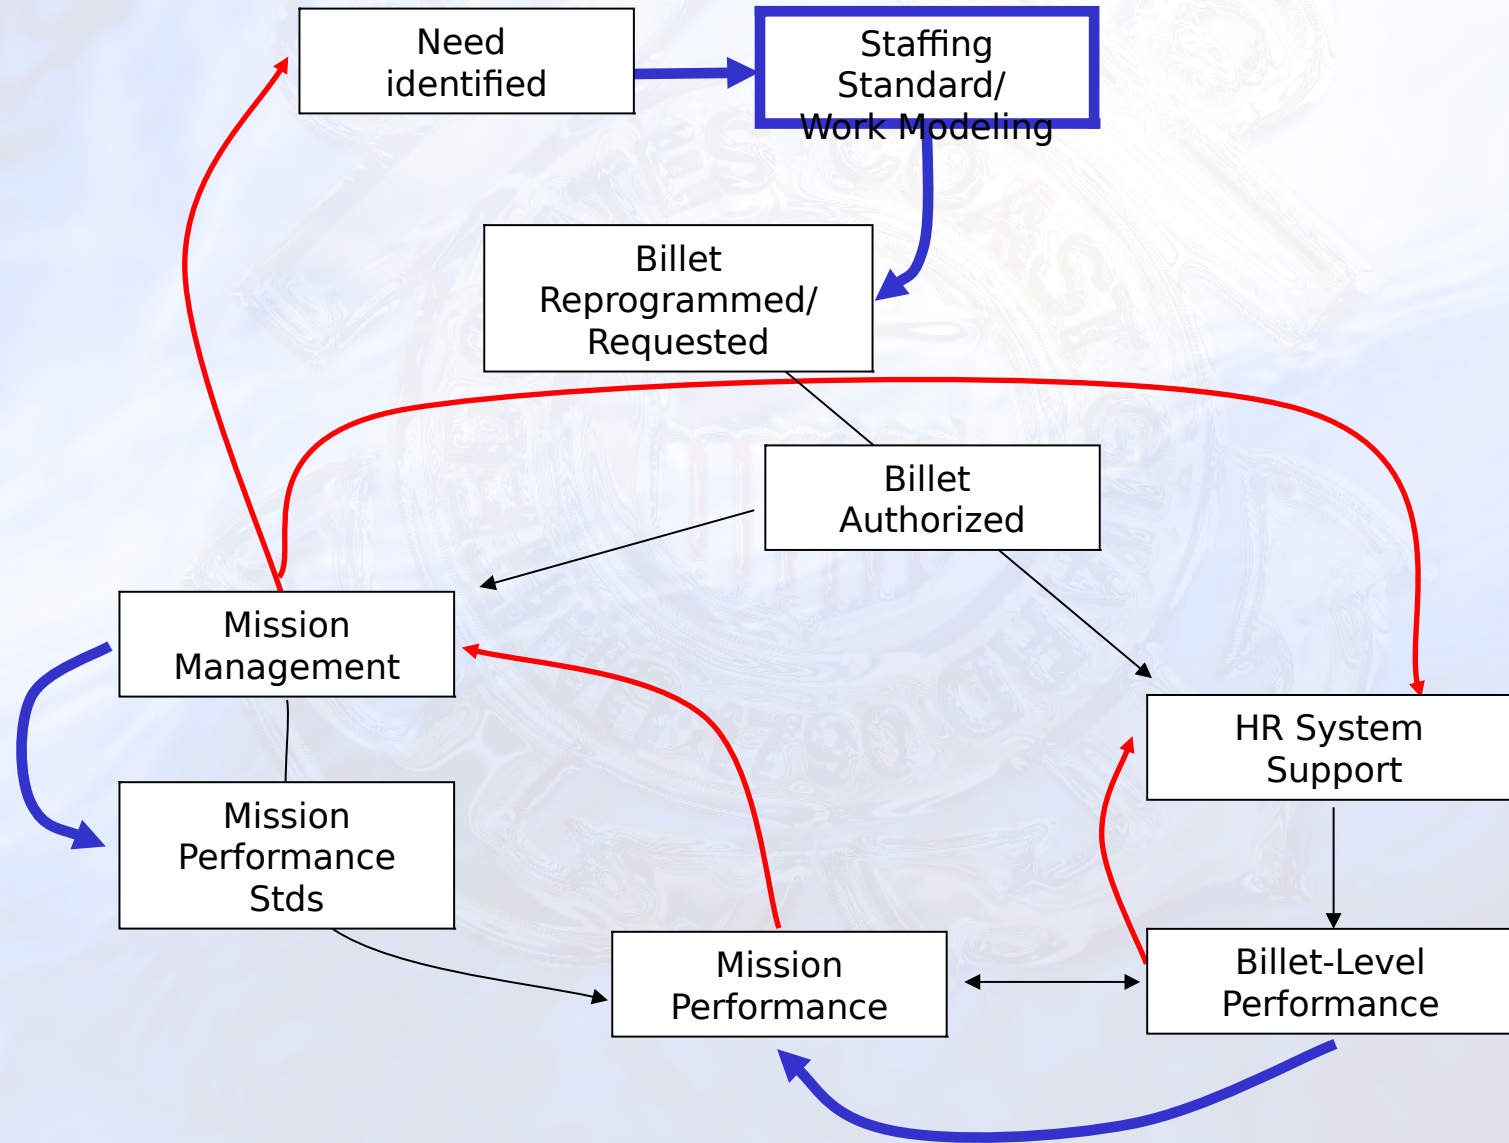 Need
identified
Staffing
Standard/
Work Modeling
Billet
Reprogrammed/
Requested
Billet
Authorized
Mission
Management
HR System
Support
Mission
Performance
Stds
Mission
Performance
Billet-Level
Performance
1790